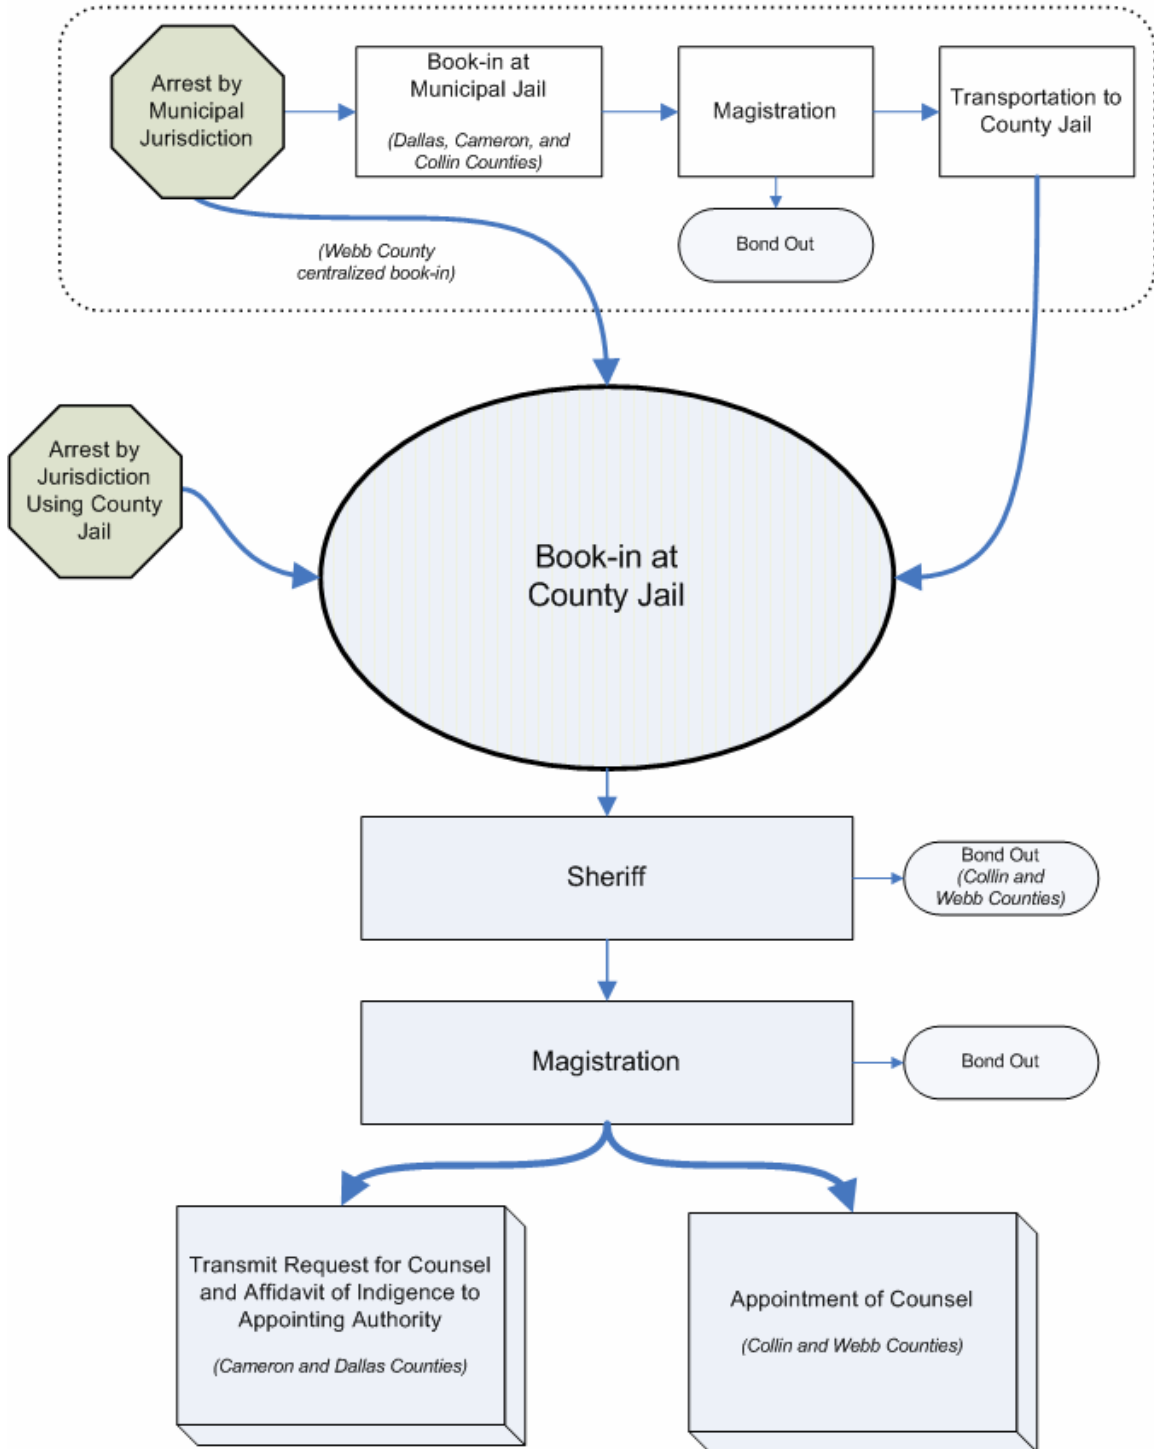 Arrest by
Municipal
Jurisdiction
Book-in at
Municipal Jail
(Dallas, Cameron, and
Collin Counties)
Magistration
Transportation to
County Jail
Bond Out
(Webb County
centralized book-in)
Arrest by
Jurisdiction
Using County
Jail
Book-in at
County Jail
Sheriff
Bond Out
(Collin and
Webb Counties)
Magistration
Bond Out
Transmit Request for Counsel
and Affidavit of Indigence to
Appointing Authority
(Cameron and Dallas Counties)
Appointment of Counsel
(Collin and Webb Counties)